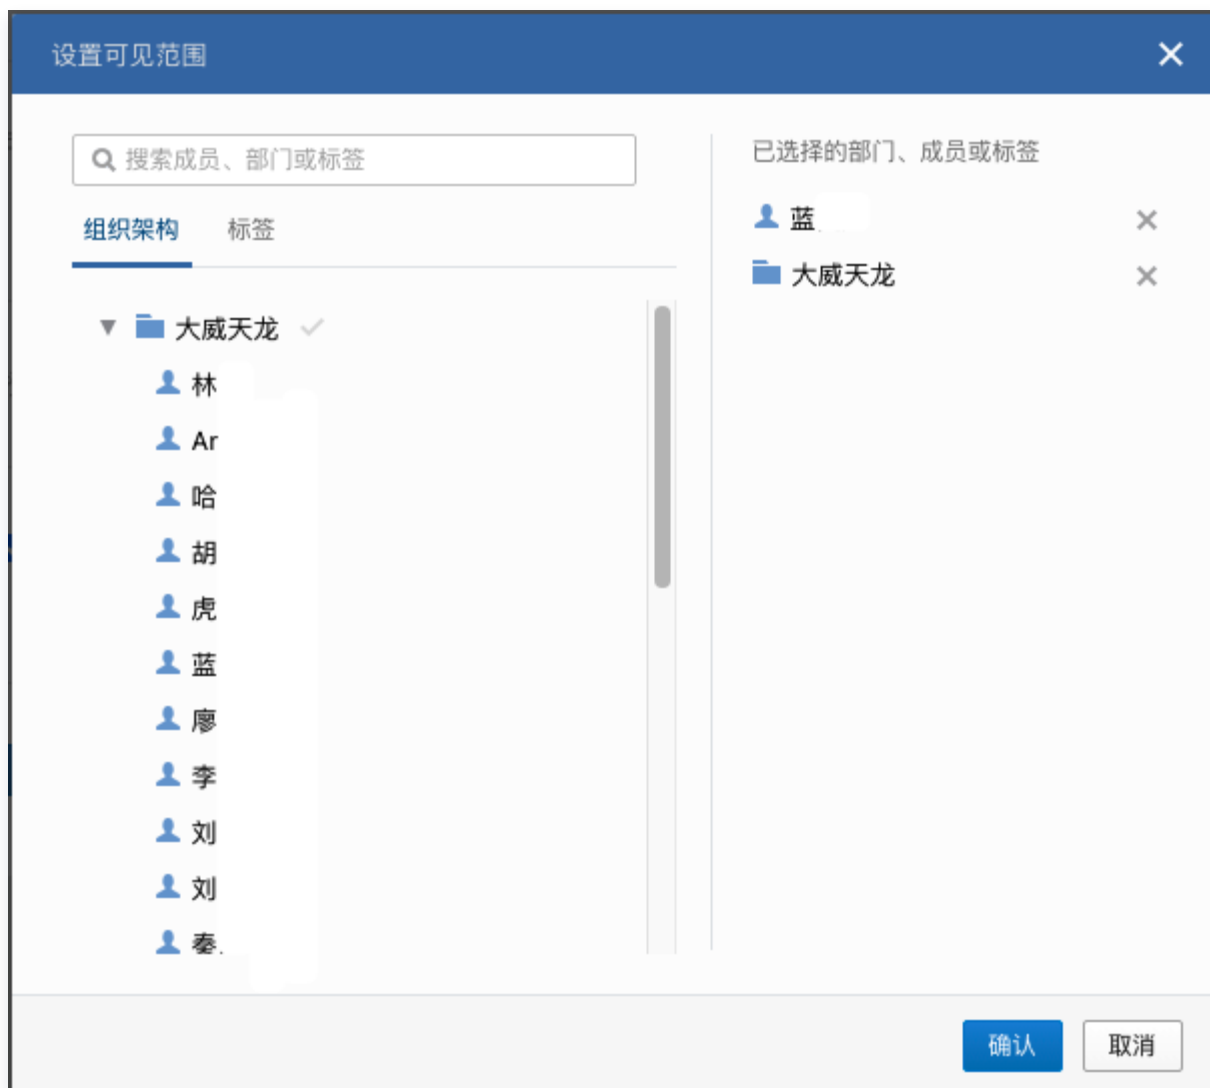 设置可见范围
搜索成员、部门或标签
组织架构 标签
大威天龙
林
Ar
哈
胡
虎
蓝
廖
李
刘
刘
秦
已选择的部门、成员或标签
蓝
大威天龙
确认 取消